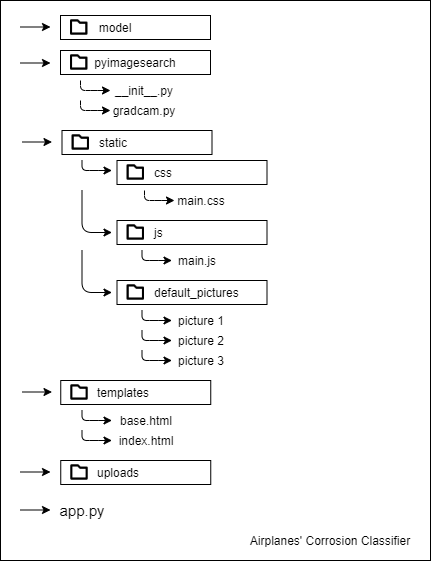 model
pyimagesearch
__init__.py
gradcam.py
static
css
main.css
js
main.js
default_pictures
picture 1
picture 2
picture 3
templates
base.html
index.html
uploads
app.py
Airplanes' Corrosion Classifier